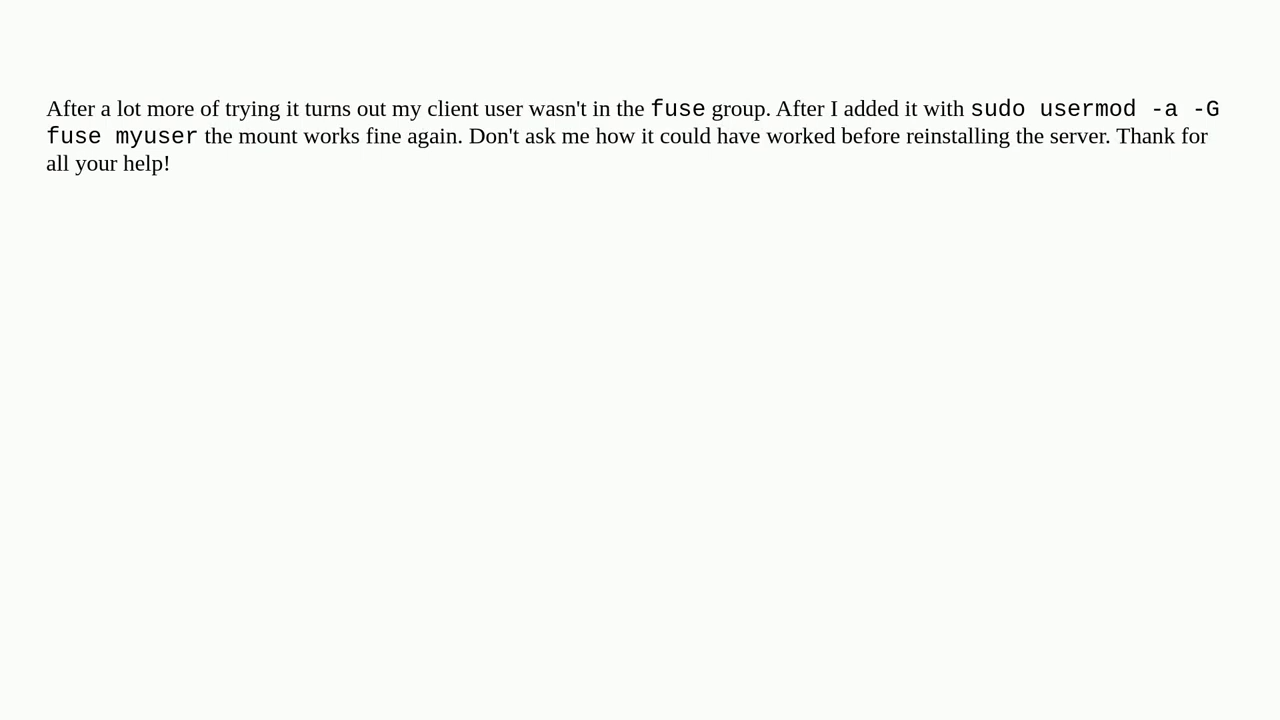 After a lot more of trying it turns out my client user wasn't in the fuse group. After I added it with sudo usermod -a -G
fuse myuser the mount works fine again. Don't ask me how it could have worked before reinstalling the server. Thank for
all your help!